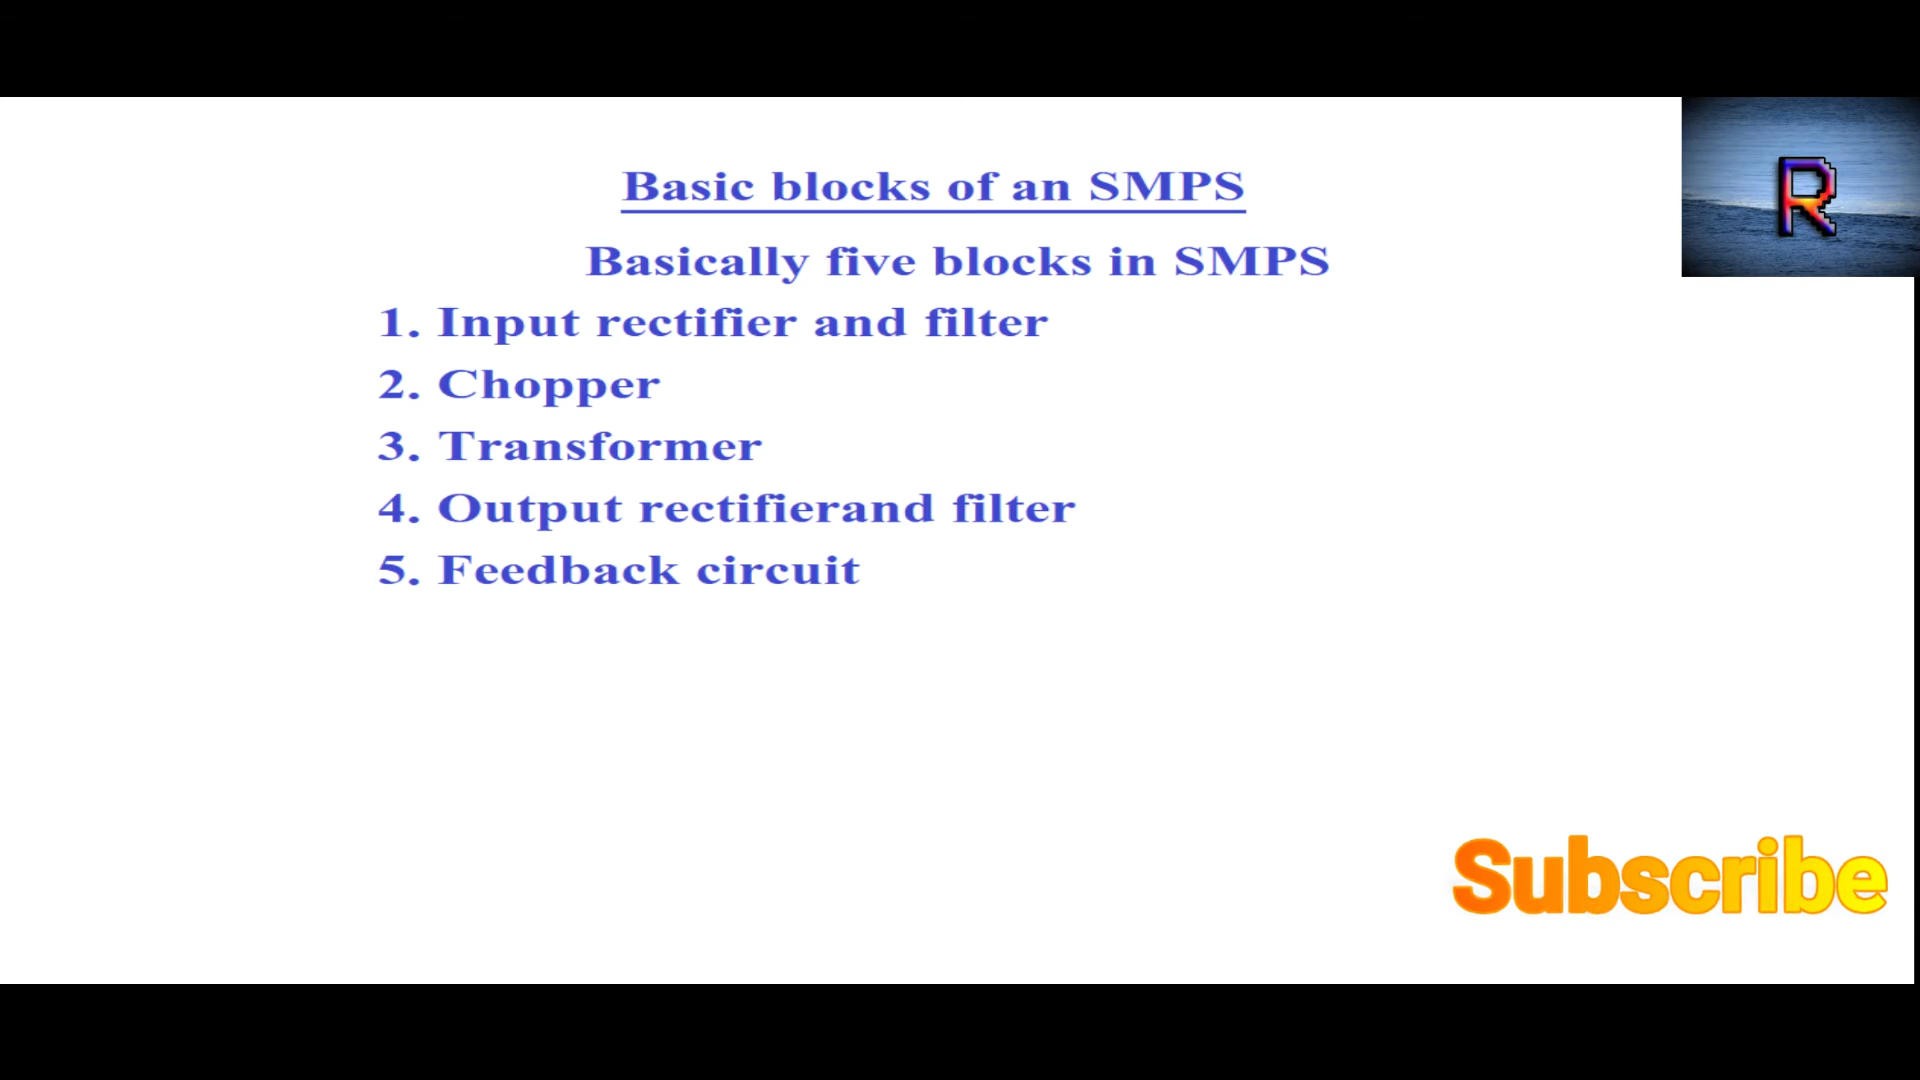 Basic blocks of an SMPS
Basically five blocks in SMPS
1. Input rectifier and filter
2. Chopper
3. Transformer
4. Output rectifierand filter
5. Feedback circuit
R
Subscribe